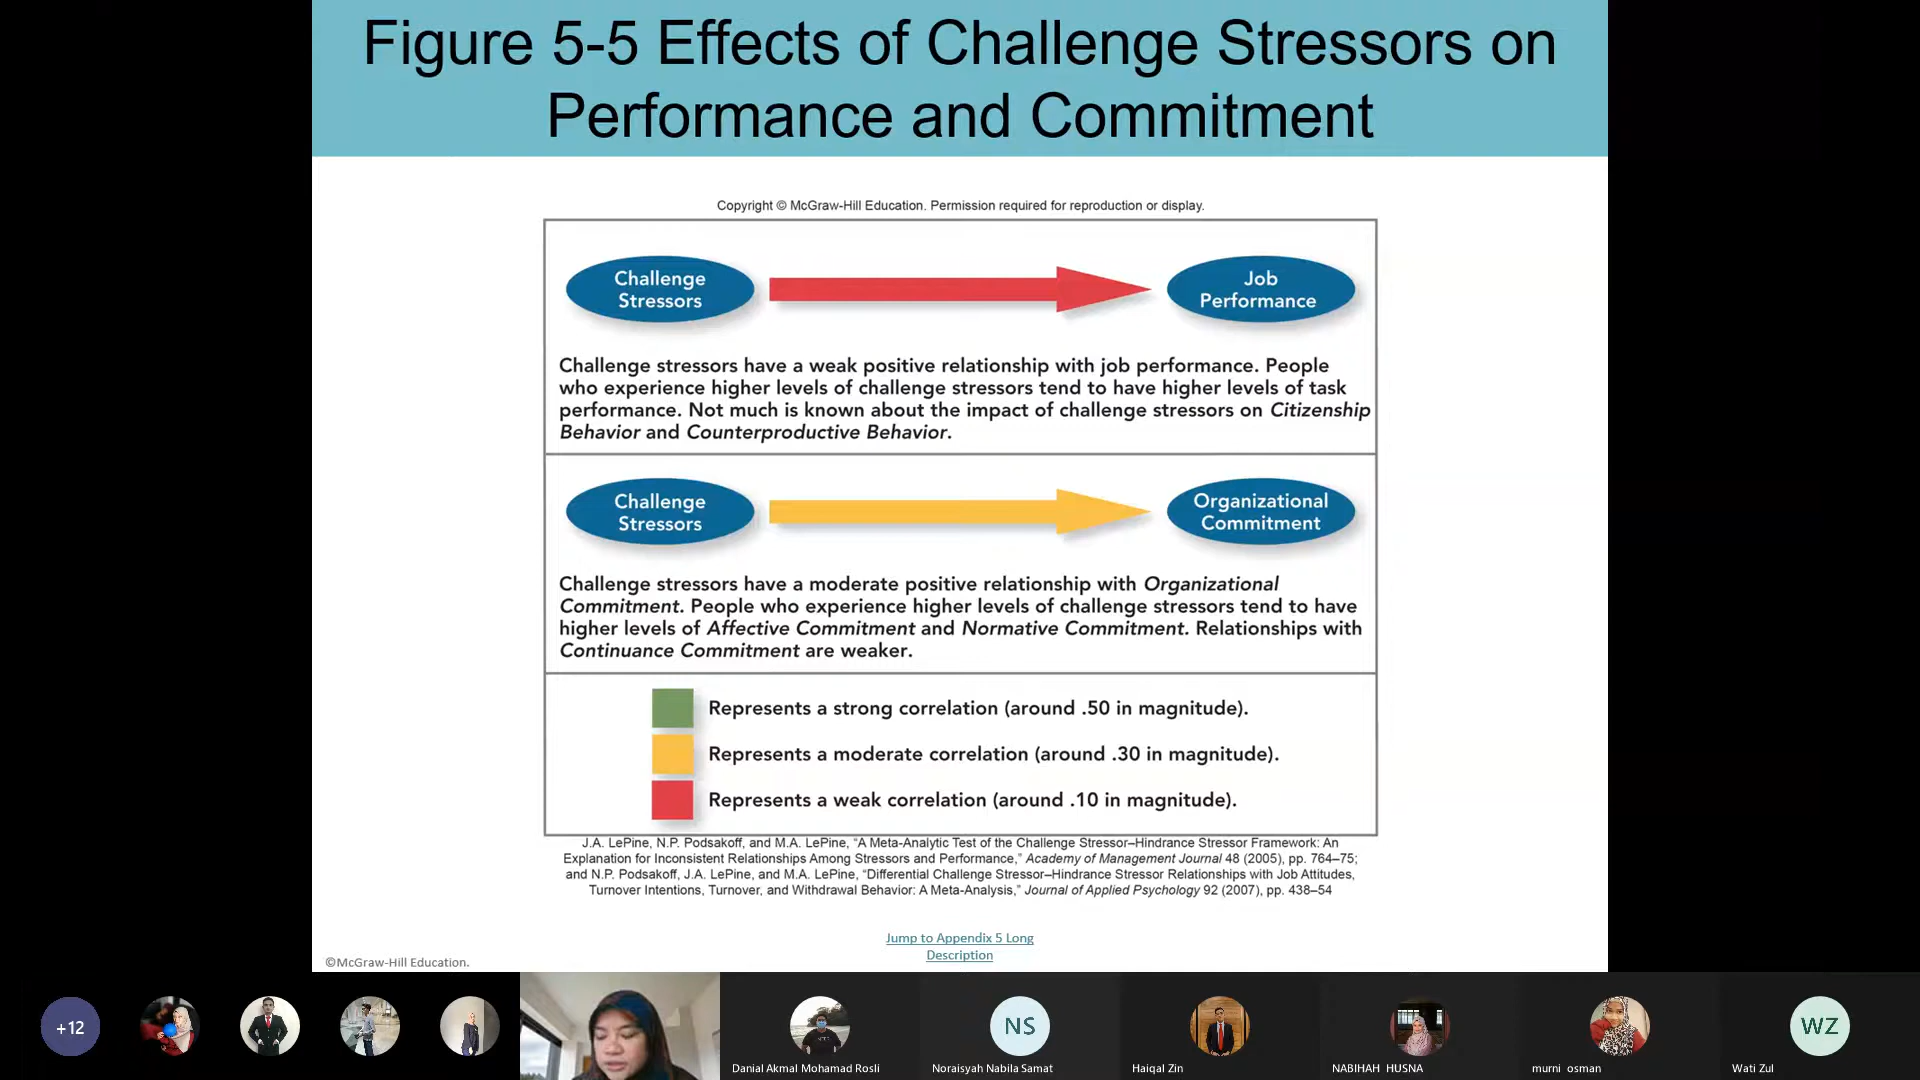 Figure 5-5 Effects of Challenge Stressors on
Performance and Commitment
Copyright © McGraw-Hill Education. Permission required for reproduction or display.
Challenge
Stressors
Job
Performance
Challenge stressors have a weak positive relationship with job performance. People
who experience higher levels of challenge stressors tend to have higher levels of task
performance. Not much is known about the impact of challenge stressors on Citizenship
Behavior and Counterproductive Behavior.
Challenge
Stressors
Organizational
Commitment
Challenge stressors have a moderate positive relationship with Organizational
Commitment. People who experience higher levels of challenge stressors tend to have
higher levels of Affective Commitment and Normative Commitment. Relationships with
Continuance Commitment are weaker.
Represents a strong correlation (around .50 in magnitude).
Represents a moderate correlation (around .30 in magnitude).
Represents a weak correlation (around .10 in magnitude).
J.A. LePine, N.P. Podsakoff, and M.A. LePine, “A Meta-Analytic Test of the Challenge Stressor–Hindrance Stressor Framework: An
Explanation for Inconsistent Relationships Among Stressors and Performance,” Academy of Management Journal 48 (2005), pp. 764–75;
and N.P. Podsakoff, J.A. LePine, and M.A. LePine, “Differential Challenge Stressor–Hindrance Stressor Relationships with Job Attitudes,
Turnover Intentions, Turnover, and Withdrawal Behavior: A Meta-Analysis,” Journal of Applied Psychology 92 (2007), pp. 438–54
Jump to Appendix 5 Long
Description
©McGraw-Hill Education.
+12
NS
WZ
Danial Akmal Mohamad Rosli
Noraisyah Nabila Samat
Haiqal Zin
NABIHAH HUSNA
murni osman
Wati Zul